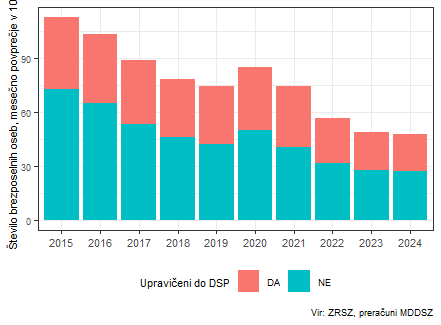 Število brezposelnih oseb, mesečno povprečje v 10
90
60
30
0
2015 2016 2017 2018 2019 2020 2021 2022 2023 2024
Upravičeni do DSP DA NE
Vir: ZRSZ, preračuni MDDSZ